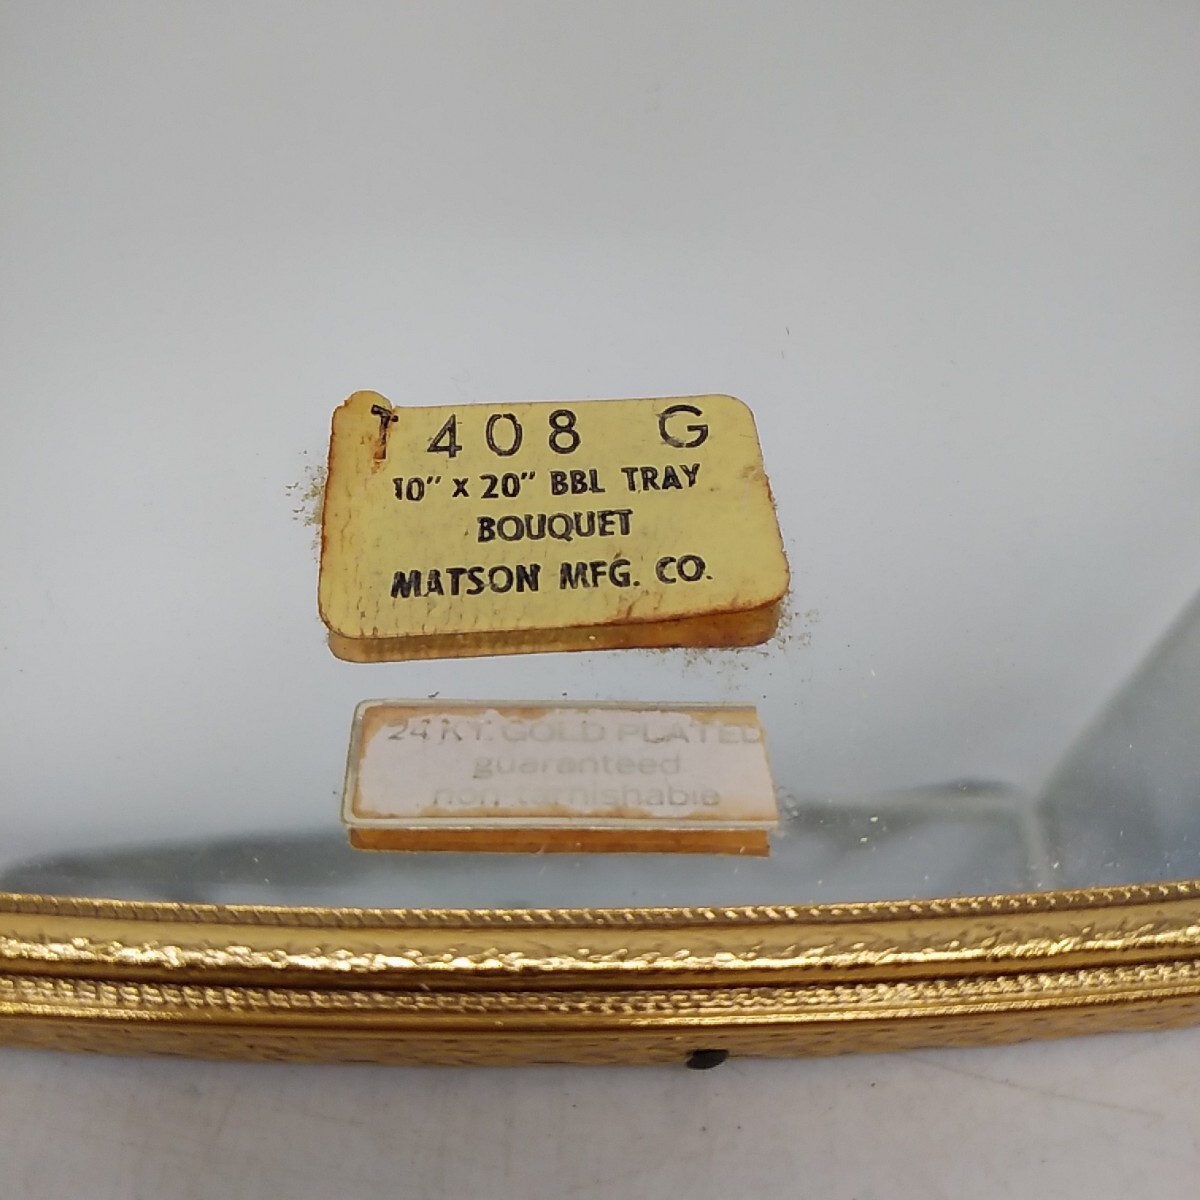 T 408 G
10" X 20" BBL TRAY
BOUQUET
MATSON MFG. CO.
24 KT. GOLD PLATED
guaranteed
non-tarnishable